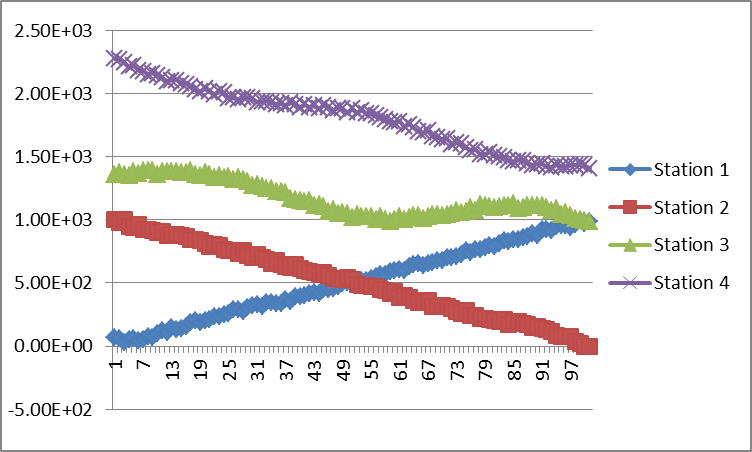 2.50E+03
2.00E+03
1.50E+03
1.00E+03
5.00E+02
0.00E+00
-5.00E+02
1 7 13 19 25 31 37 43 49 55 61 67 73 79 85 91 97
Station 1
Station 2
Station 3
Station 4